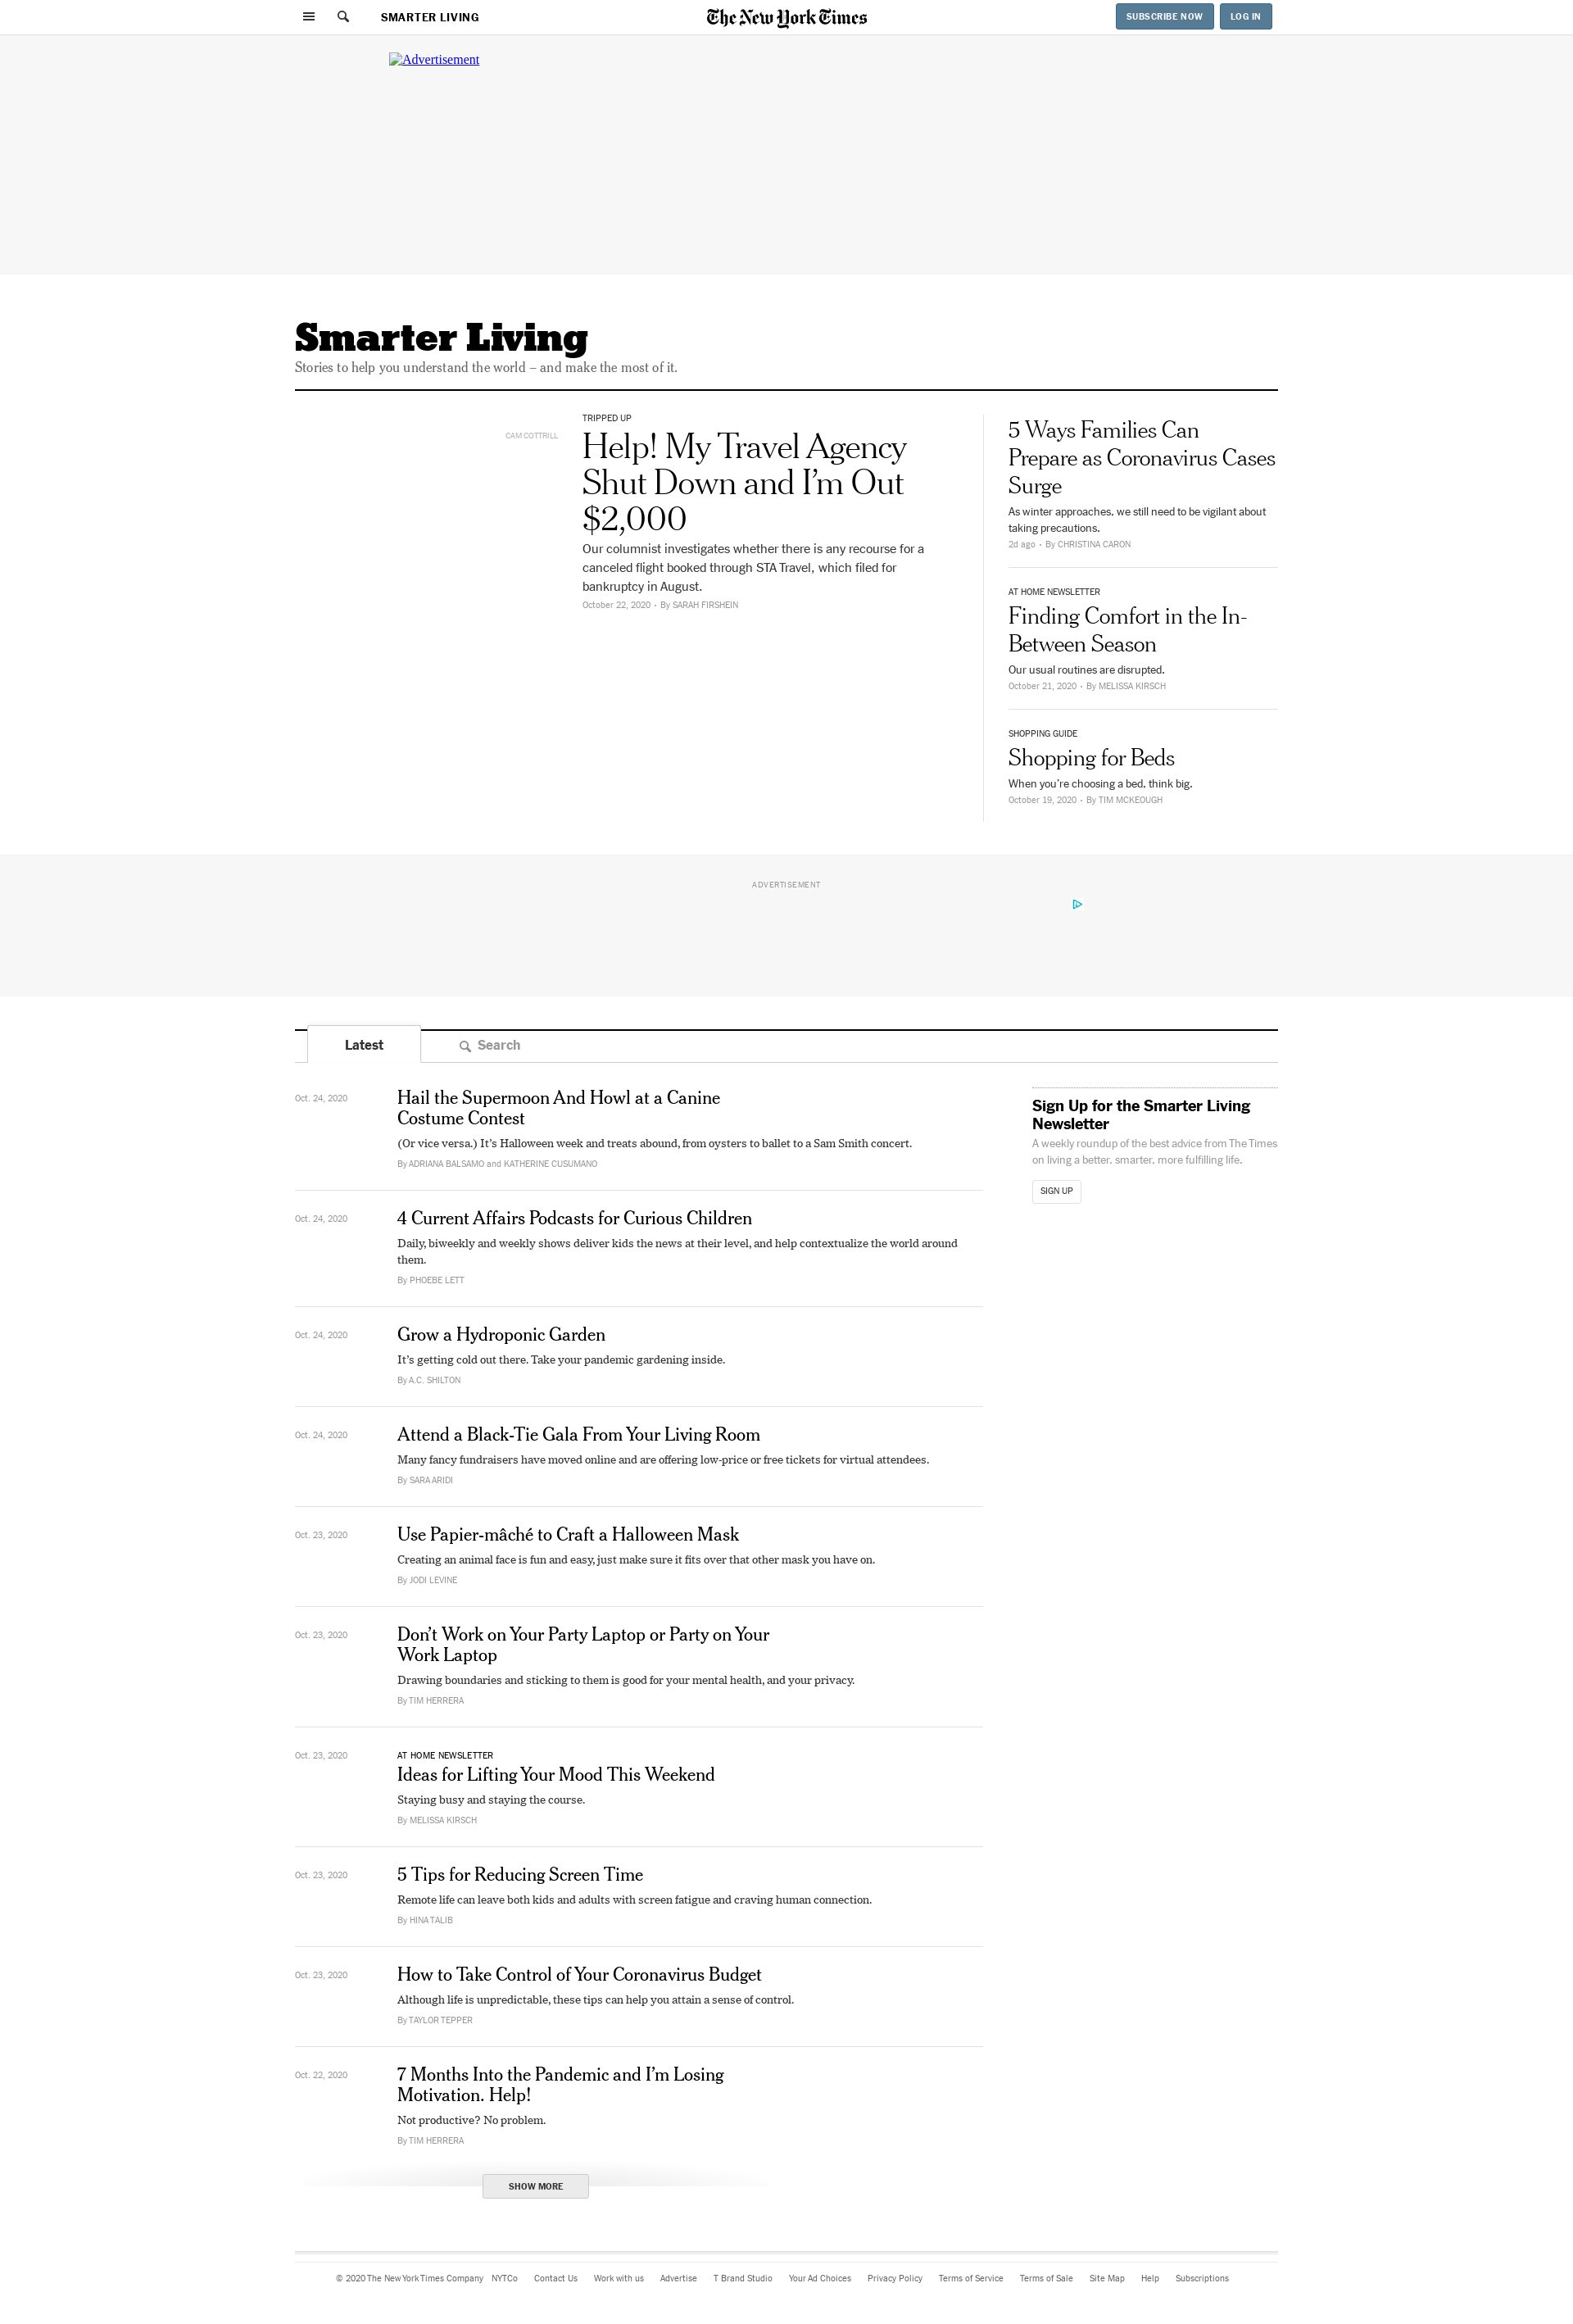 SMARTER LIVING
The New York Times
SUBSCRIBE NOW
LOG IN
Advertisement
Smarter Living
Stories to help you understand the world – and make the most of it.
CAM COTTRILL
TRIPPED UP
Help! My Travel Agency
Shut Down and I’m Out
$2,000
Our columnist investigates whether there is any recourse for a
canceled flight booked through STA Travel, which filed for
bankruptcy in August.
October 22, 2020 • By SARAH FIRSHEIN
5 Ways Families Can
Prepare as Coronavirus Cases
Surge
As winter approaches, we still need to be vigilant about
taking precautions.
2d ago • By CHRISTINA CARON
AT HOME NEWSLETTER
Finding Comfort in the In-
Between Season
Our usual routines are disrupted.
October 21, 2020 • By MELISSA KIRSCH
SHOPPING GUIDE
Shopping for Beds
When you’re choosing a bed, think big.
October 19, 2020 • By TIM MCKEOUGH
ADVERTISEMENT
Latest
Search
Oct. 24, 2020
Hail the Supermoon And Howl at a Canine
Costume Contest
(Or vice versa.) It’s Halloween week and treats abound, from oysters to ballet to a Sam Smith concert.
By ADRIANA BALSAMO and KATHERINE CUSUMANO
Oct. 24, 2020
4 Current Affairs Podcasts for Curious Children
Daily, biweekly and weekly shows deliver kids the news at their level, and help contextualize the world around
them.
By PHOEBE LETT
Oct. 24, 2020
Grow a Hydroponic Garden
It’s getting cold out there. Take your pandemic gardening inside.
By A.C. SHILTON
Oct. 24, 2020
Attend a Black-Tie Gala From Your Living Room
Many fancy fundraisers have moved online and are offering low-price or free tickets for virtual attendees.
By SARA ARIDI
Oct. 23, 2020
Use Papier-mâché to Craft a Halloween Mask
Creating an animal face is fun and easy, just make sure it fits over that other mask you have on.
By JODI LEVINE
Oct. 23, 2020
Don’t Work on Your Party Laptop or Party on Your
Work Laptop
Drawing boundaries and sticking to them is good for your mental health, and your privacy.
By TIM HERRERA
Oct. 23, 2020
AT HOME NEWSLETTER
Ideas for Lifting Your Mood This Weekend
Staying busy and staying the course.
By MELISSA KIRSCH
Oct. 23, 2020
5 Tips for Reducing Screen Time
Remote life can leave both kids and adults with screen fatigue and craving human connection.
By HINA TALIB
Oct. 23, 2020
How to Take Control of Your Coronavirus Budget
Although life is unpredictable, these tips can help you attain a sense of control.
By TAYLOR TEPPER
Oct. 22, 2020
7 Months Into the Pandemic and I’m Losing
Motivation. Help!
Not productive? No problem.
By TIM HERRERA
SHOW MORE
Sign Up for the Smarter Living
Newsletter
A weekly roundup of the best advice from The Times
on living a better, smarter, more fulfilling life.
SIGN UP
© 2020 The New York Times Company NYTCo Contact Us Work with us Advertise T Brand Studio Your Ad Choices Privacy Policy Terms of Service Terms of Sale Site Map Help Subscriptions